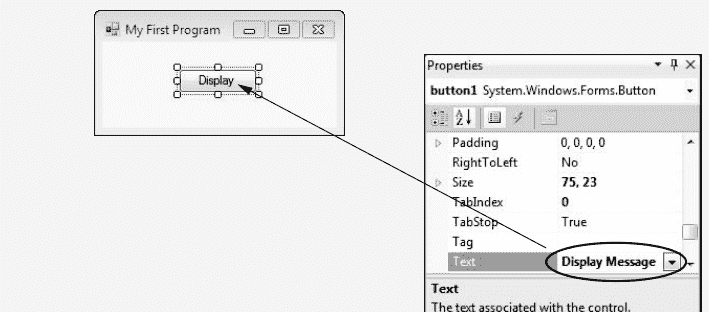 My First Program
Display
Properties
button1 System.Windows.Forms.Button
Padding 0, 0, 0, 0
RightToLeft No
Size 75, 23
TabIndex 0
TabStop True
Tag
Text Display Message
Text
The text associated with the control.